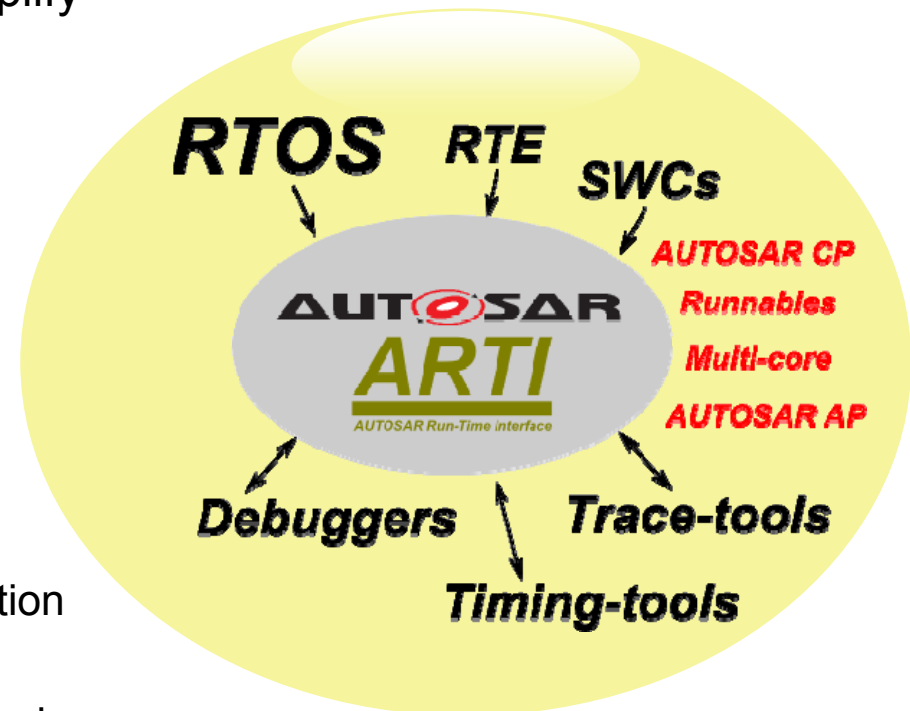 RTOS
RTE
SWCs
AUTOSAR CP
Runnables
Multi-core
AUTOSAR AP
AUTOSAR
ARTI
AUTOSAR Run-Time Interface
Debuggers
Trace-tools
Timing-tools